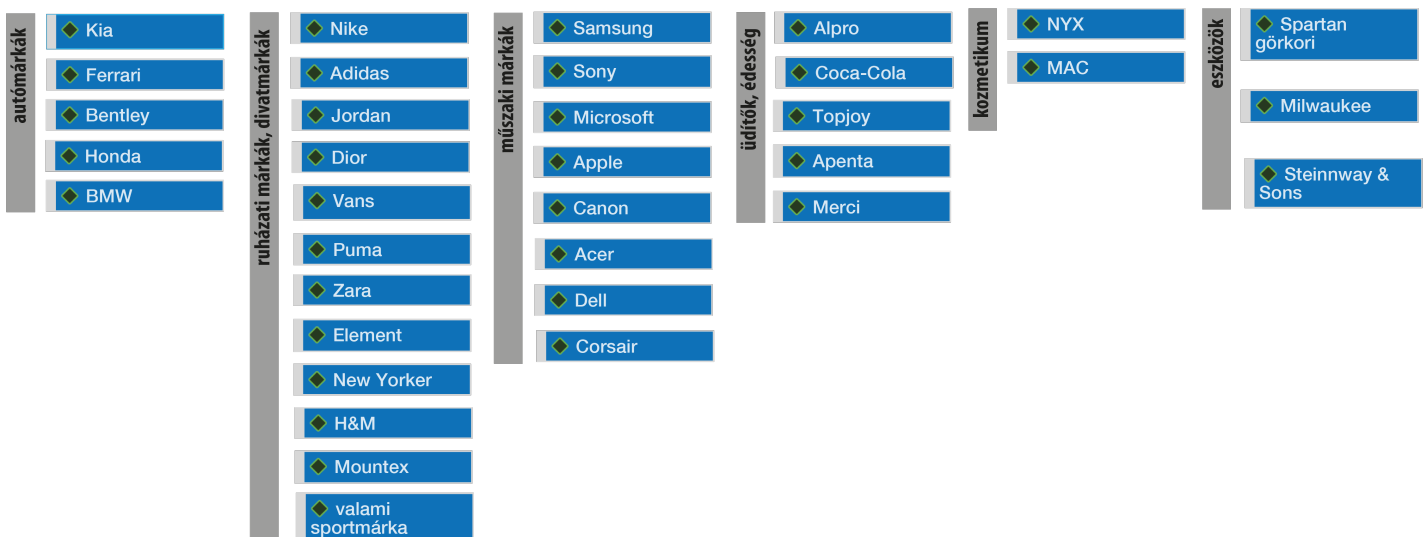 autómárkák
Kia
Ferrari
Bentley
Honda
BMW
ruházati márkák, divatmárkák
Nike
Adidas
Jordan
Dior
Vans
Puma
Zara
Element
New Yorker
H&M
Mountex
valami
sportmárka
műszaki márkák
Samsung
Sony
Microsoft
Apple
Canon
Acer
Dell
Corsair
üdítők, édesség
Alpro
Coca-Cola
Topjoy
Apenta
Merci
kozmetikum
NYX
MAC
eszközök
Spartan
görkori
Milwaukee
Steinnway &
Sons